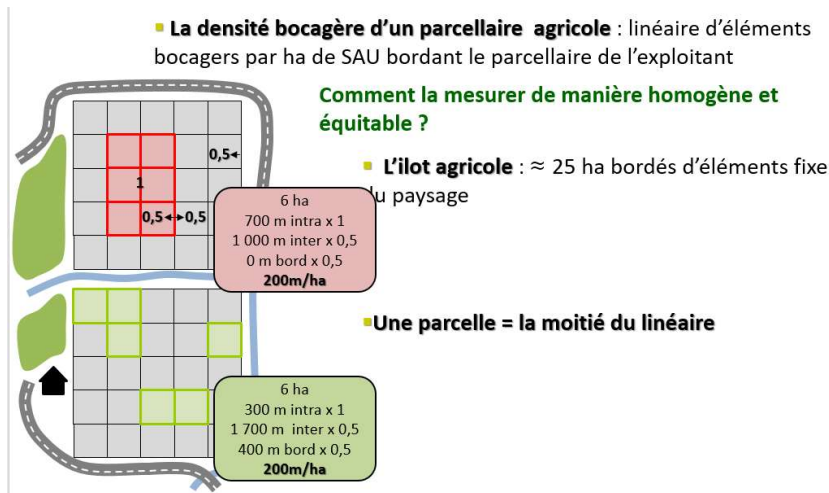 ▪ La densité bocagère d’un parcellaire agricole : linéaire d’éléments
bocagers par ha de SAU bordant le parcellaire de l’exploitant
Comment la mesurer de manière homogène et
équitable ?
▪ L’ilot agricole : ≈ 25 ha bordés d’éléments fixe
du paysage
0,5
1
0,5 0,5
6 ha
700 m intra x 1
1 000 m inter x 0,5
0 m bord x 0,5
200m/ha
▪Une parcelle = la moitié du linéaire
6 ha
300 m intra x 1
1 700 m inter x 0,5
400 m bord x 0,5
200m/ha